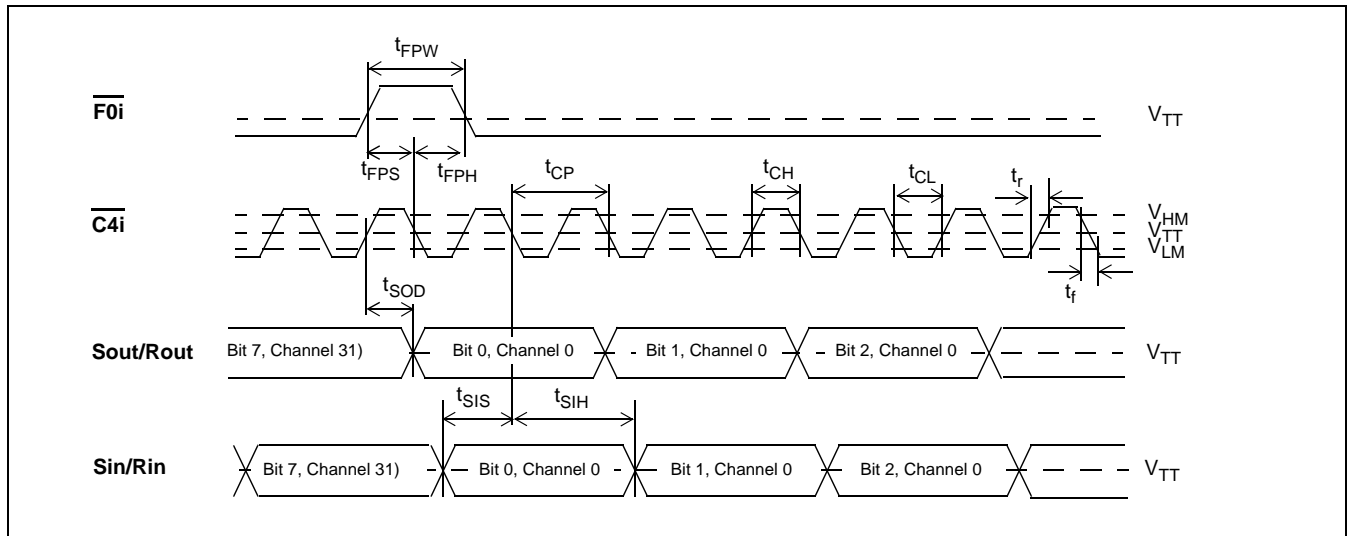 tFPW
F0i
VTT
tFPS
tFPH
tCP
tCH
tCL
tr
C4i
VHM
VTT
VLM
tSOD
tf
Sout/Rout
Bit 7, Channel 31)
Bit 0, Channel 0
Bit 1, Channel 0
Bit 2, Channel 0
VTT
tSIS
tSIH
Sin/Rin
Bit 7, Channel 31)
Bit 0, Channel 0
Bit 1, Channel 0
Bit 2, Channel 0
VTT